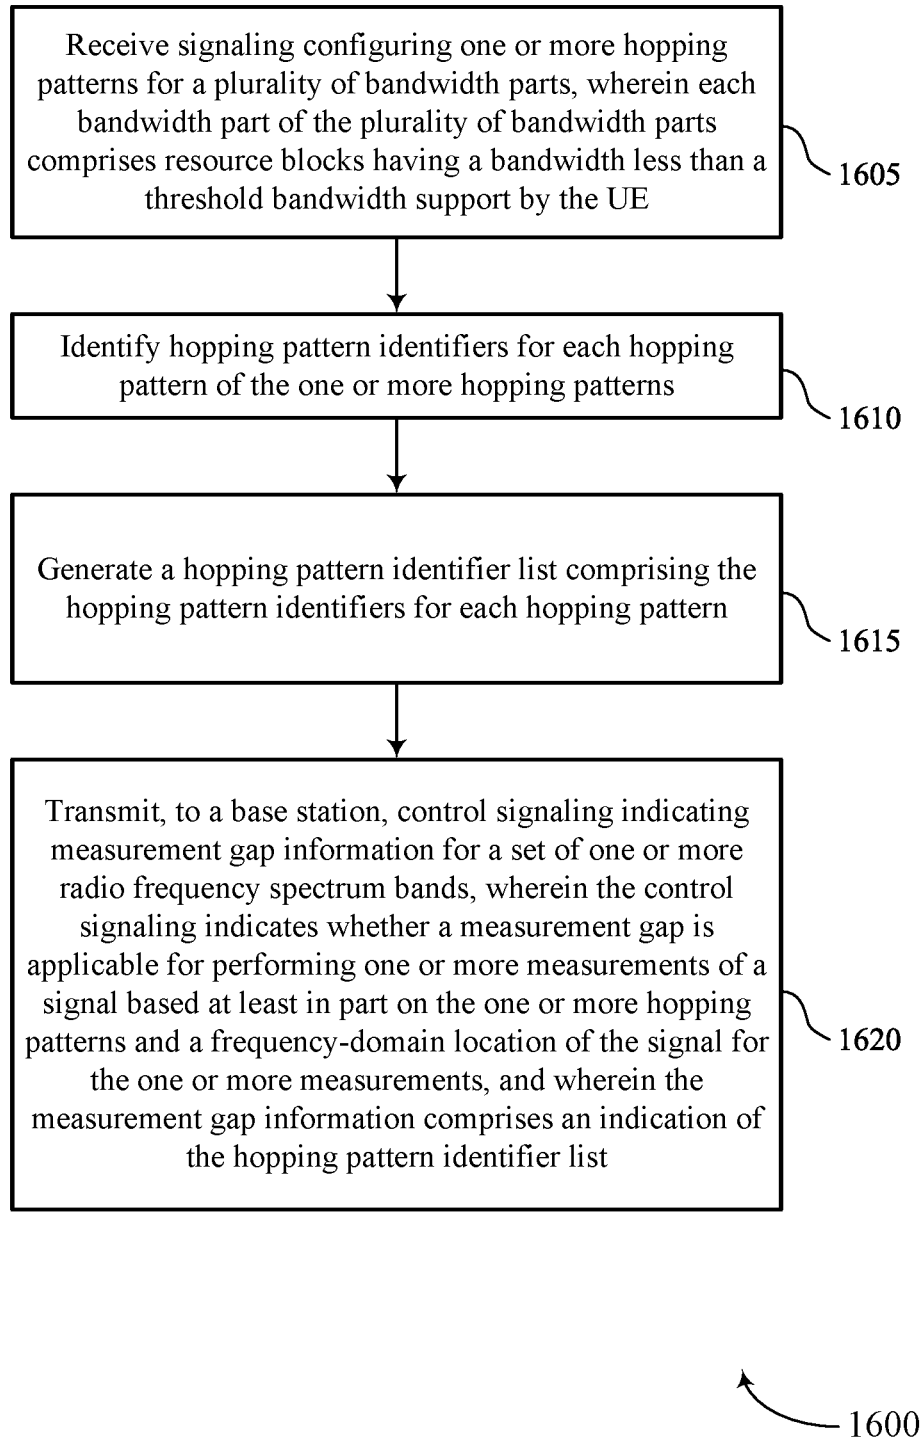 Receive signaling configuring one or more hopping
patterns for a plurality of bandwidth parts, wherein each
bandwidth part of the plurality of bandwidth parts
comprises resource blocks having a bandwidth less than a
threshold bandwidth support by the UE
1605
Identify hopping pattern identifiers for each hopping
pattern of the one or more hopping patterns
1610
Generate a hopping pattern identifier list comprising the
hopping pattern identifiers for each hopping pattern
1615
Transmit, to a base station, control signaling indicating
measurement gap information for a set of one or more
radio frequency spectrum bands, wherein the control
signaling indicates whether a measurement gap is
applicable for performing one or more measurements of a
signal based at least in part on the one or more hopping
patterns and a frequency-domain location of the signal for
the one or more measurements, and wherein the
measurement gap information comprises an indication of
the hopping pattern identifier list
1620
1600